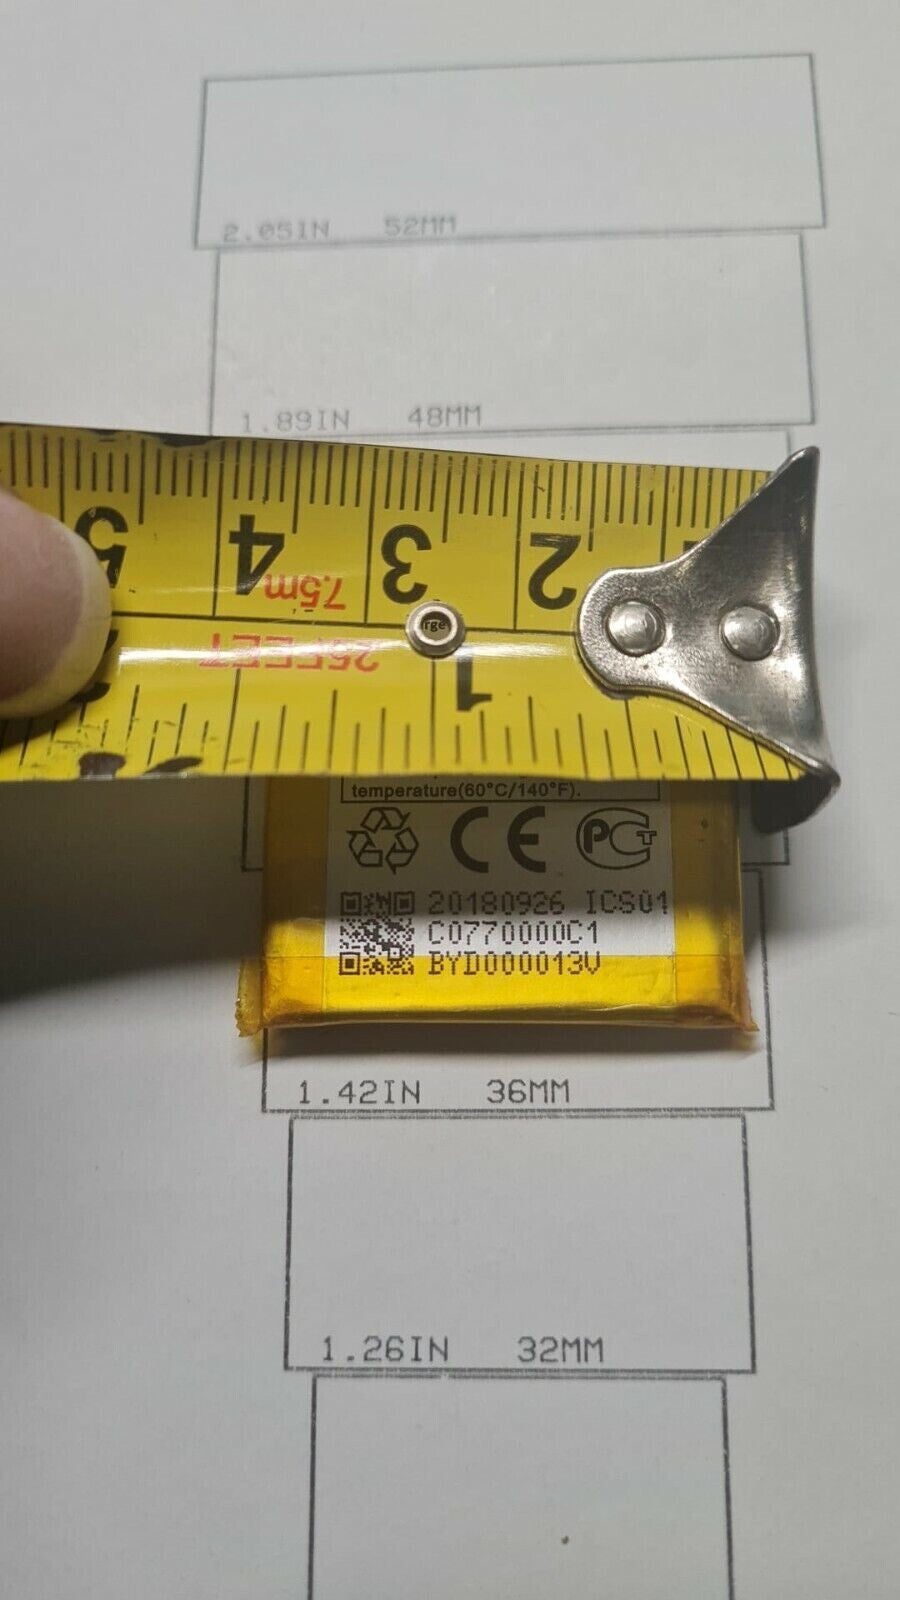 2.05IN 52MM
1.89IN 48MM
5 4 3 2
7.5m
25FEET
1
temperature(60°C/140°F).
CE PCT
20180926 ICS01
C0770000C1
BYD000013V
1.42IN 36MM
1.26IN 32MM